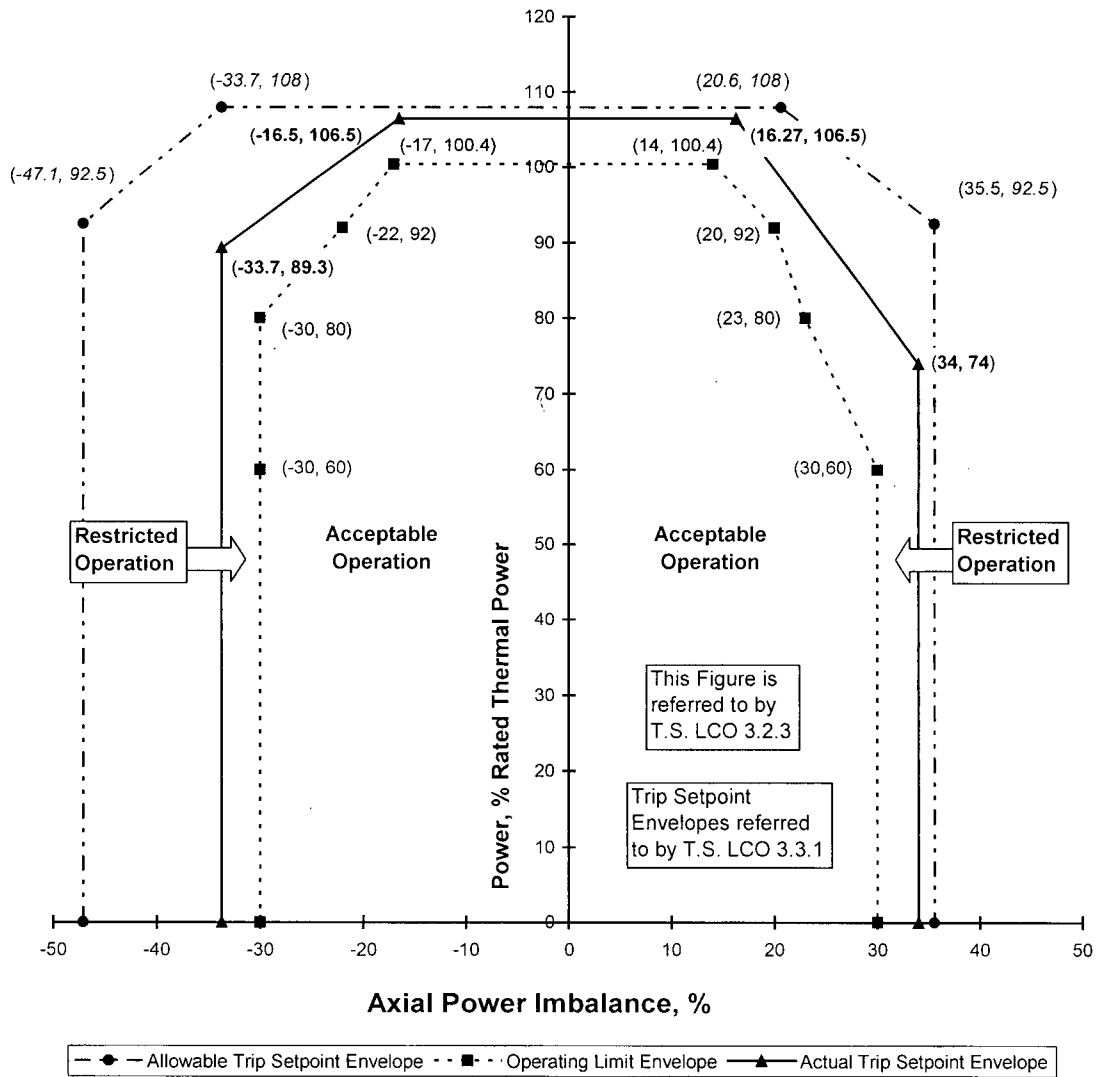 120
(-33.7, 108)
(20.6, 108)
110
(-16.5, 106.5)
(16.27, 106.5)
(-17, 100.4)
(14, 100.4)
(-47.1, 92.5)
100
(35.5, 92.5)
(-22, 92)
(20, 92)
90
(-33.7, 89.3)
(-30, 80)
80
(23, 80)
(34, 74)
70
(-30, 60)
60
(30,60)
Restricted
Operation
Acceptable
Operation
50
Acceptable
Operation
Restricted
Operation
40
Power, % Rated Thermal Power
30
This Figure is
referred to by
T.S. LCO 3.2.3
20
Trip Setpoint
Envelopes referred
to by T.S. LCO 3.3.1
10
0
-50 -40 -30 -20 -10 0 10 20 30 40 50
Axial Power Imbalance, %
Allowable Trip Setpoint Envelope Operating Limit Envelope Actual Trip Setpoint Envelope